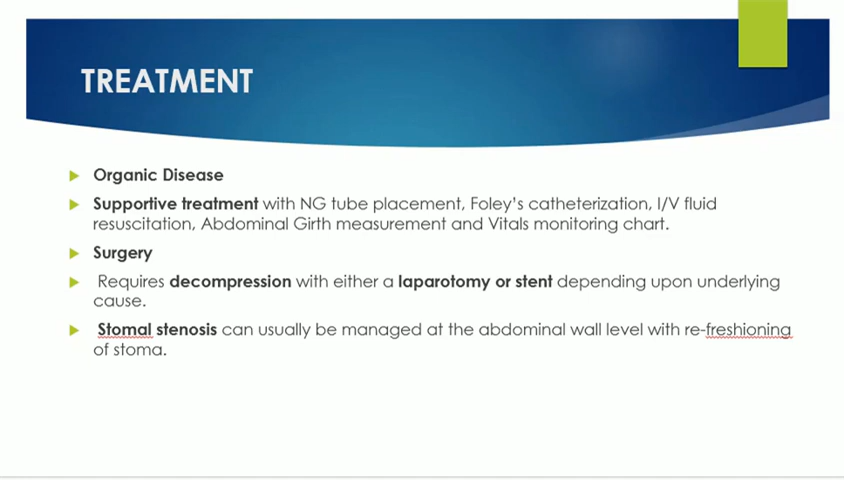 TREATMENT
Organic Disease
Supportive treatment with NG tube placement, Foley's catheterization, I/V fluid
resuscitation, Abdominal Girth measurement and Vitals monitoring chart.
Surgery
Requires decompression with either a laparotomy or stent depending upon underlying
cause.
Stomal stenosis can usually be managed at the abdominal wall level with re-freshioning
of stoma.